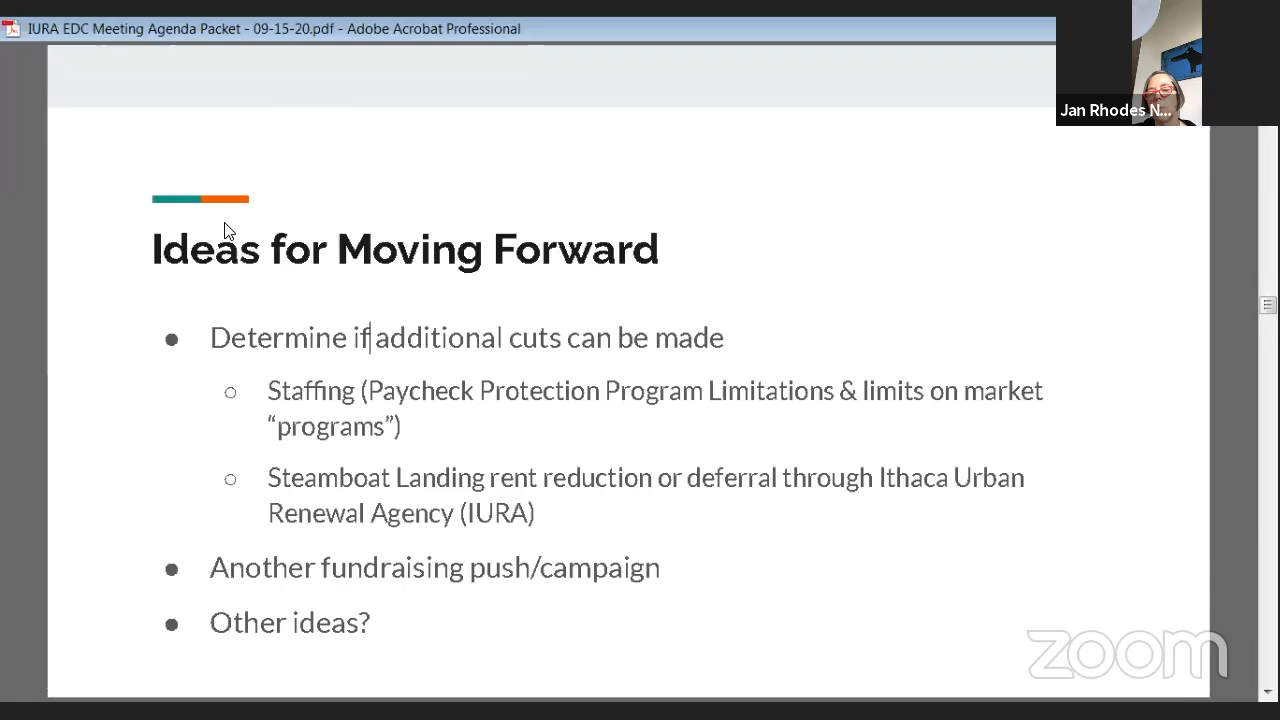 IURA EDC Meeting Agenda Packet - 09-15-20.pdf - Adobe Acrobat Professional
Jan Rhodes N...
Ideas for Moving Forward
● Determine if additional cuts can be made
○ Staffing (Paycheck Protection Program Limitations & limits on market
“programs”)
○ Steamboat Landing rent reduction or deferral through Ithaca Urban
Renewal Agency (IURA)
● Another fundraising push/campaign
● Other ideas?
zoom